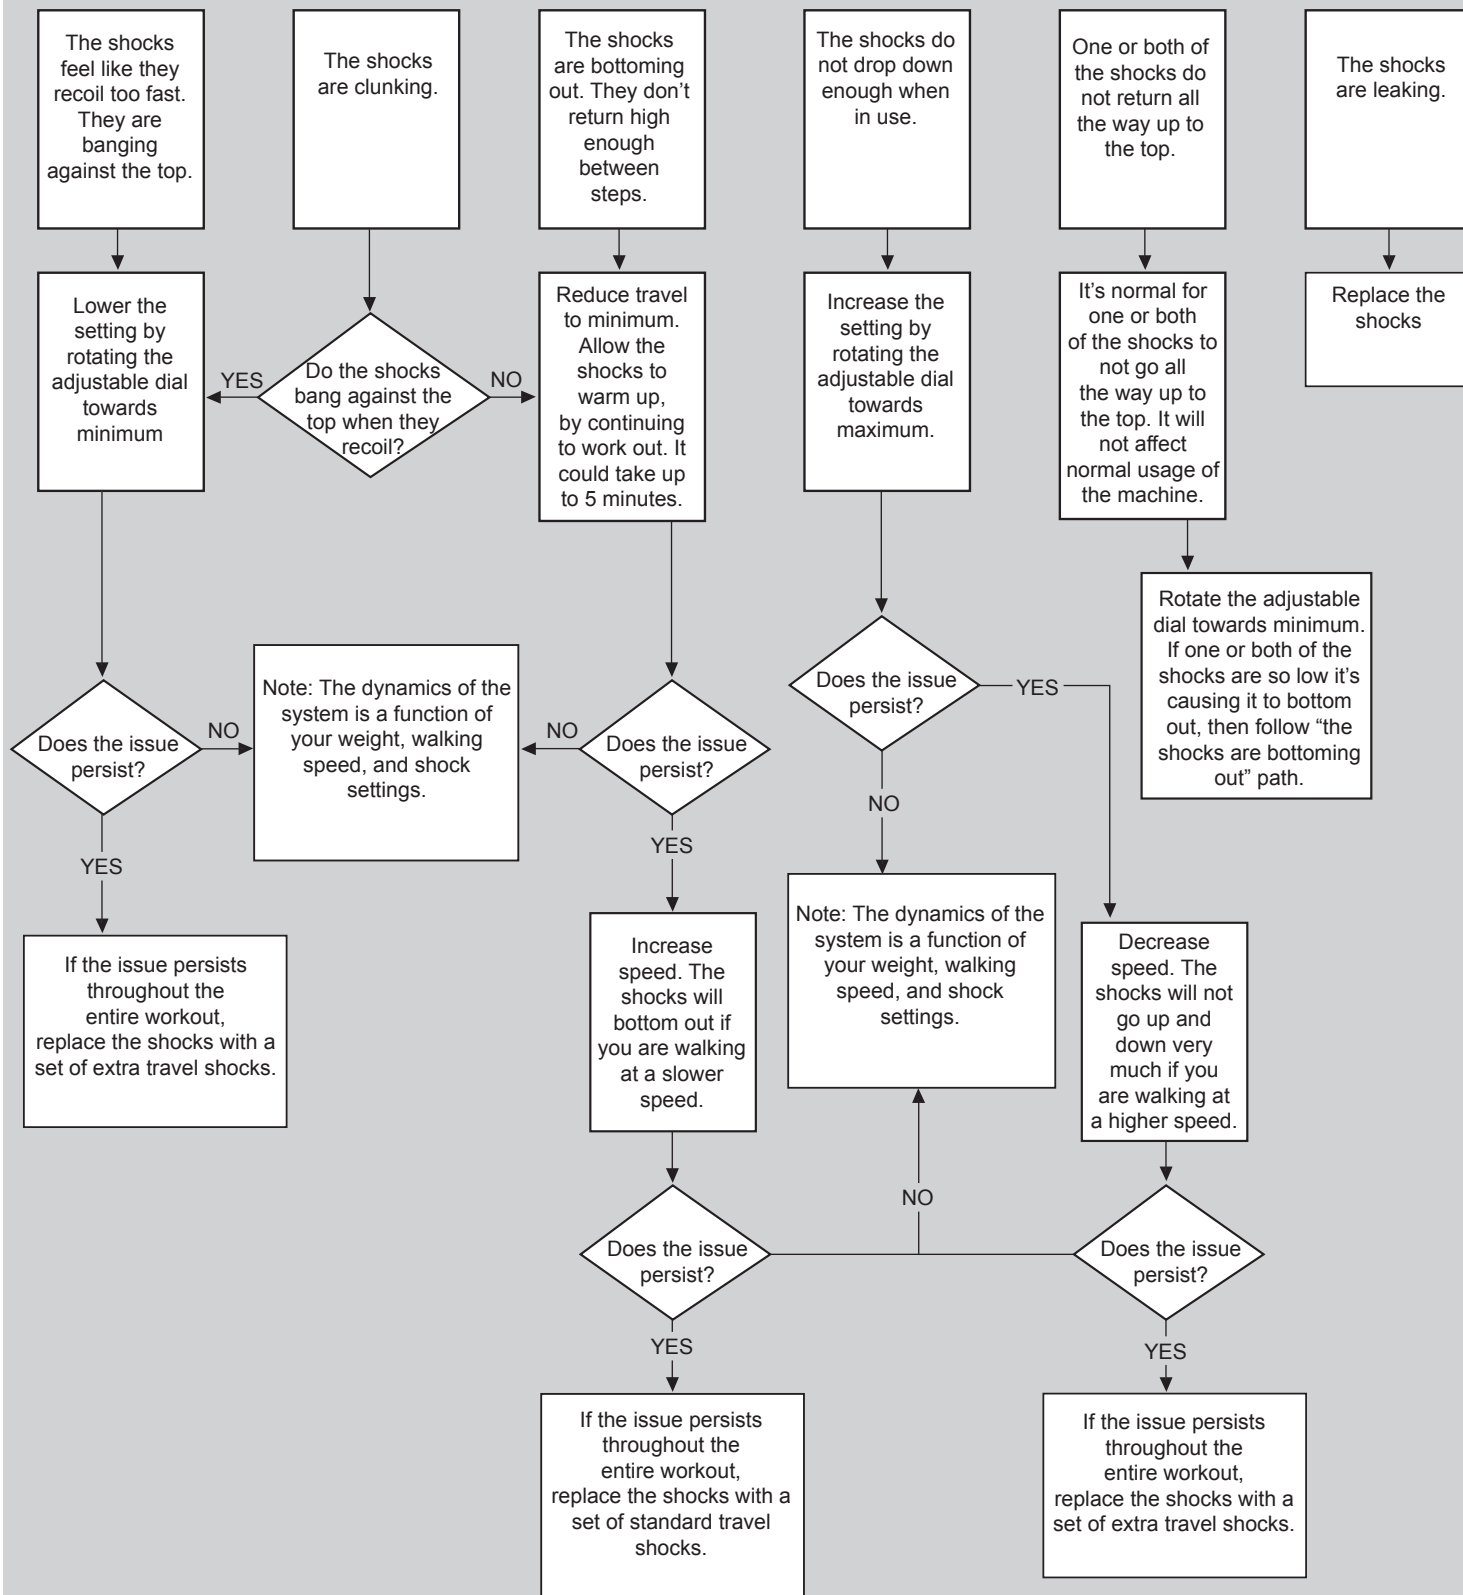 The shocks
feel like they
recoil too fast.
They are
banging
against the top.
The shocks
are clunking.
The shocks
are bottoming
out. They don't
return high
enough
between
steps.
The shocks do
not drop down
enough when
in use.
One or both of
the shocks do
not return all
the way up to
the top.
The shocks
are leaking.
Lower the
setting by
rotating the
adjustable dial
towards
minimum
YES
Do the shocks
bang against the
top when they
recoil?
NO
Reduce travel
to minimum.
Allow the
shocks to
warm up,
by continuing
to work out. It
could take up
to 5 minutes.
Increase the
setting by
rotating the
adjustable dial
towards
maximum.
It's normal for
one or both
of the shocks to
not go all
the way up to
the top. It will
not affect
normal usage of
the machine.
Replace the
shocks
Rotate the adjustable
dial towards minimum.
If one or both of the
shocks are so low it's
causing it to bottom
out, then follow “the
shocks are bottoming
out” path.
Does the issue
persist?
NO
Note: The dynamics of the
system is a function of
your weight, walking
speed, and shock
settings.
NO
Does the issue
persist?
Does the issue
persist?
YES
NO
YES
YES
If the issue persists
throughout the
entire workout,
replace the shocks with a
set of extra travel shocks.
Increase
speed. The
shocks will
bottom out if
you are walking
at a slower
speed.
Note: The dynamics of the
system is a function of
your weight, walking
speed, and shock
settings.
Decrease
speed. The
shocks will not
go up and
down very
much if you
are walking at
a higher speed.
NO
Does the issue
persist?
Does the issue
persist?
YES
YES
If the issue persists
throughout the
entire workout,
replace the shocks with a
set of standard travel
shocks.
If the issue persists
throughout the
entire workout,
replace the shocks with a
set of extra travel shocks.